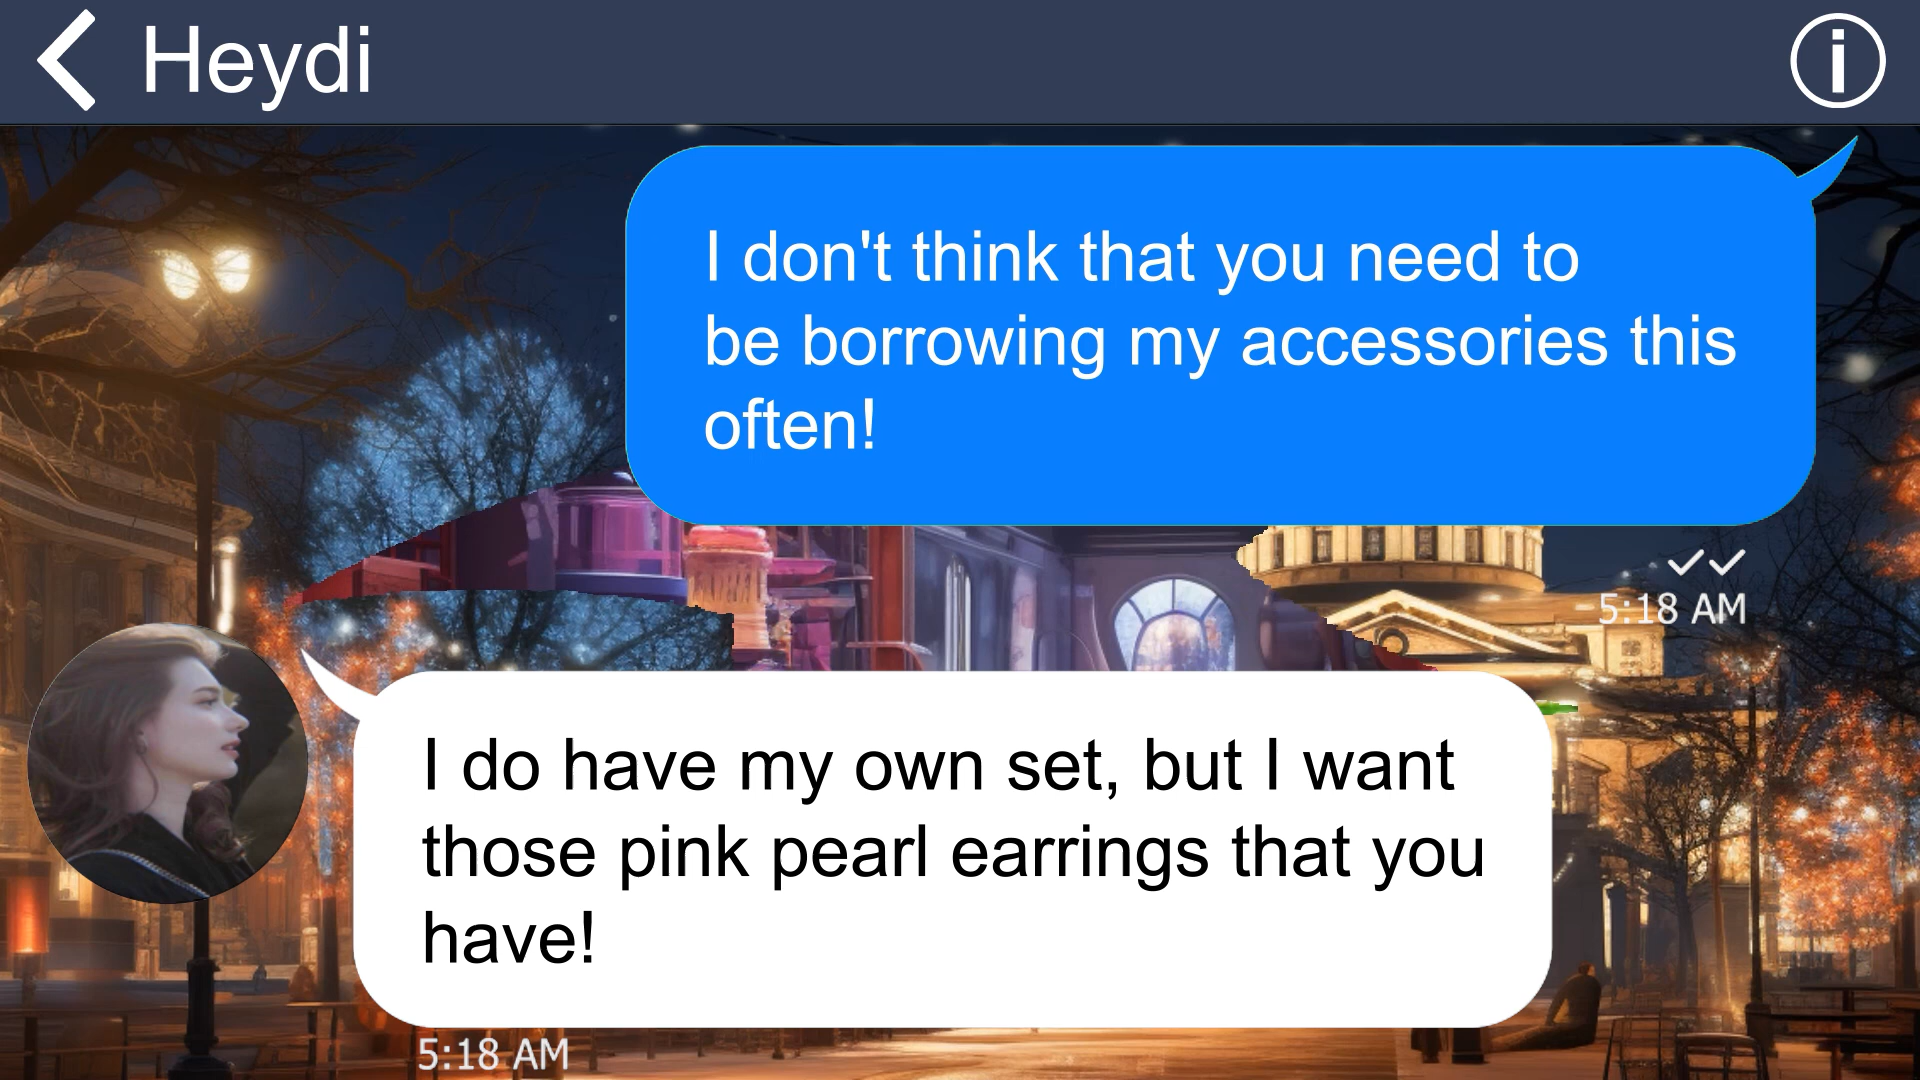 Heydi
I don't think that you need to
be borrowing my accessories this
often!
5:18 AM
I do have my own set, but I want
those pink pearl earrings that you
have!
5:18 AM